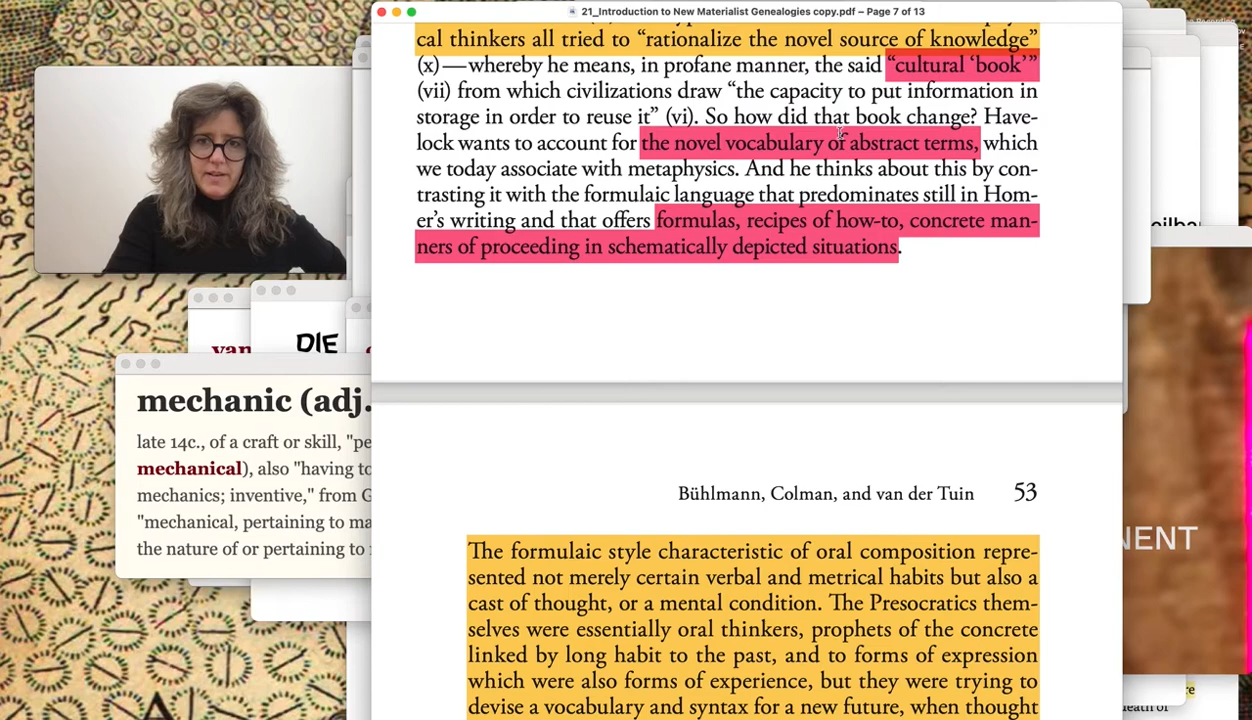 21_Introduction to New Materialist Genealogies copy.pdf – Page 7 of 13
cal thinkers all tried to “rationalize the novel source of knowledge”
(x)—whereby he means, in profane manner, the said “cultural ‘book’”
(vii) from which civilizations draw “the capacity to put information in
storage in order to reuse it” (vi). So how did that book change? Have-
lock wants to account for the novel vocabulary of abstract terms, which
we today associate with metaphysics. And he thinks about this by con-
trasting it with the formulaic language that predominates still in Hom-
er’s writing and that offers formulas, recipes of how-to, concrete man-
ners of proceeding in schematically depicted situations.
Bühlmann, Colman, and van der Tuin 53
The formulaic style characteristic of oral composition repre-
sented not merely certain verbal and metrical habits but also a
cast of thought, or a mental condition. The Presocratics them-
selves were essentially oral thinkers, prophets of the concrete
linked by long habit to the past, and to forms of expression
which were also forms of experience, but they were trying to
devise a vocabulary and syntax for a new future, when thought
van
DIE
mechanic (adj.
late 14c., of a craft or skill, "pe
mechanical), also "having to
mechanics; inventive," from G
"mechanical, pertaining to ma
the nature of or pertaining to
NENT
death of